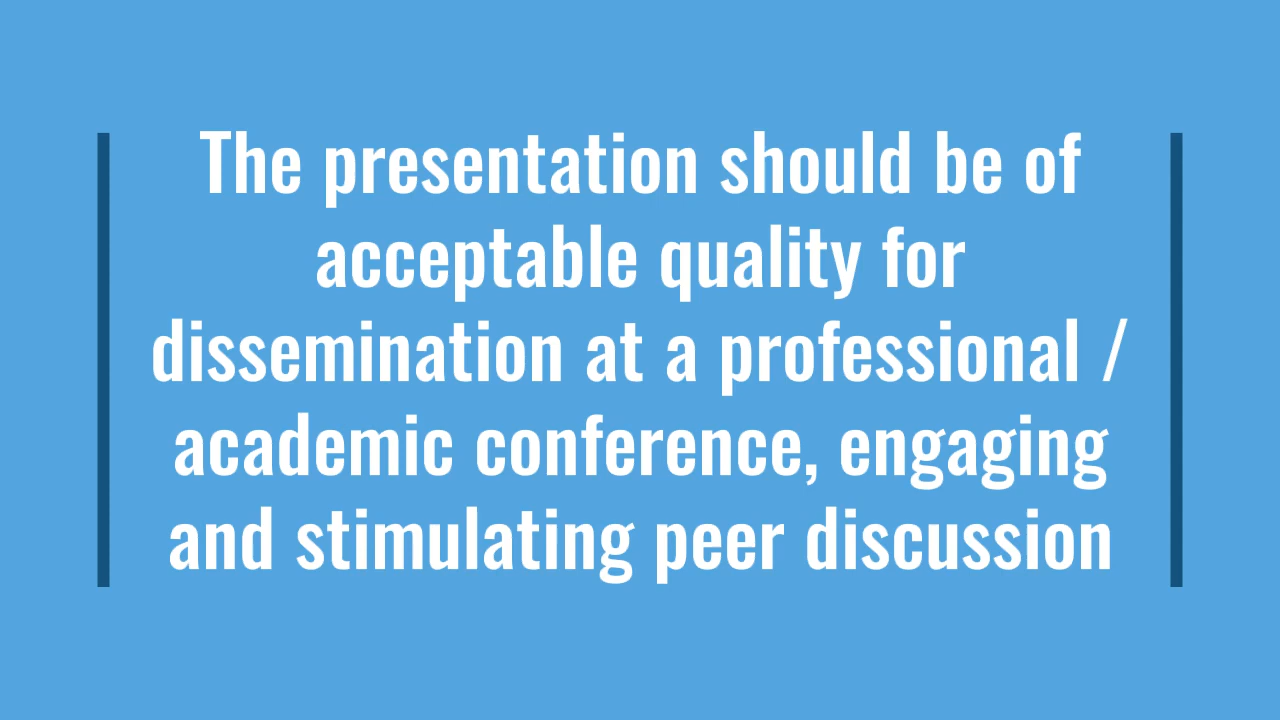 The presentation should be of
acceptable quality for
dissemination at a professional /
academic conference, engaging
and stimulating peer discussion